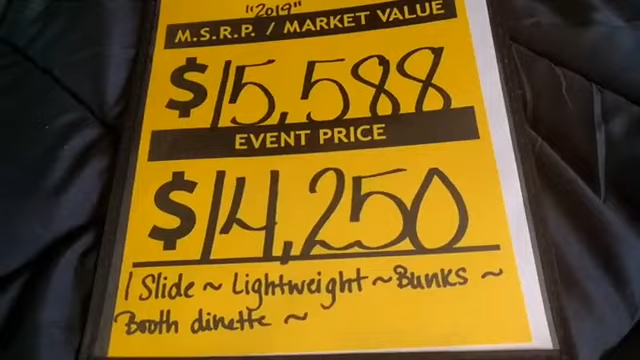 "2019"
M.S.R.P. / MARKET VALUE
$15,588
EVENT PRICE
$14,250
1 Slide ~ Lightweight ~ Bunks ~
Booth dinette ~